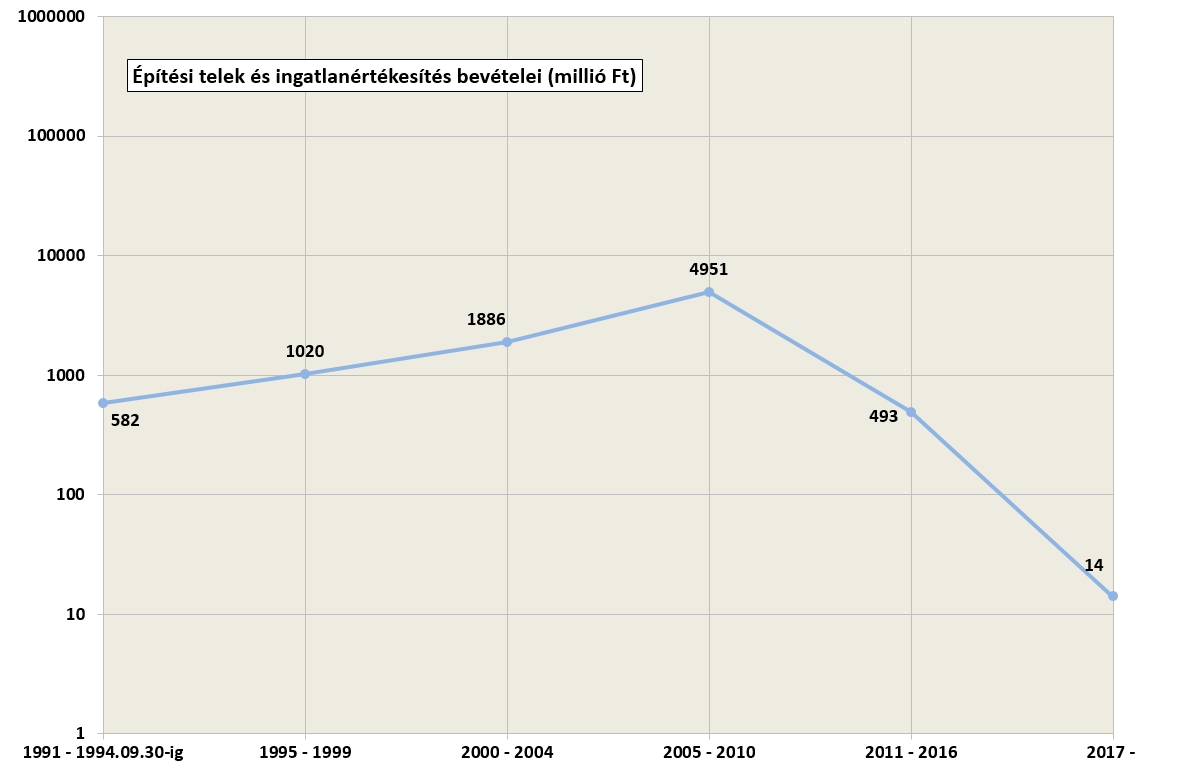 1000000
Építési telek és ingatlanértékesítés bevételei (millió Ft)
100000
10000
4951
1886
1020
1000
582
493
100
14
10
1
1991 - 1994.09.30-ig
1995 - 1999
2000 - 2004
2005 - 2010
2011 - 2016
2017 -